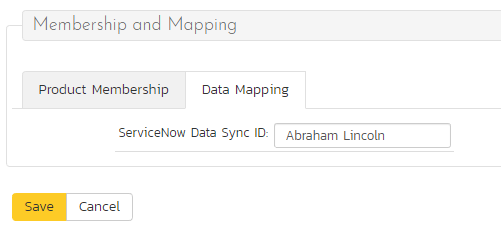 Membership and Mapping
Product Membership Data Mapping
ServiceNow Data Sync ID: Abraham Lincoln
Save Cancel